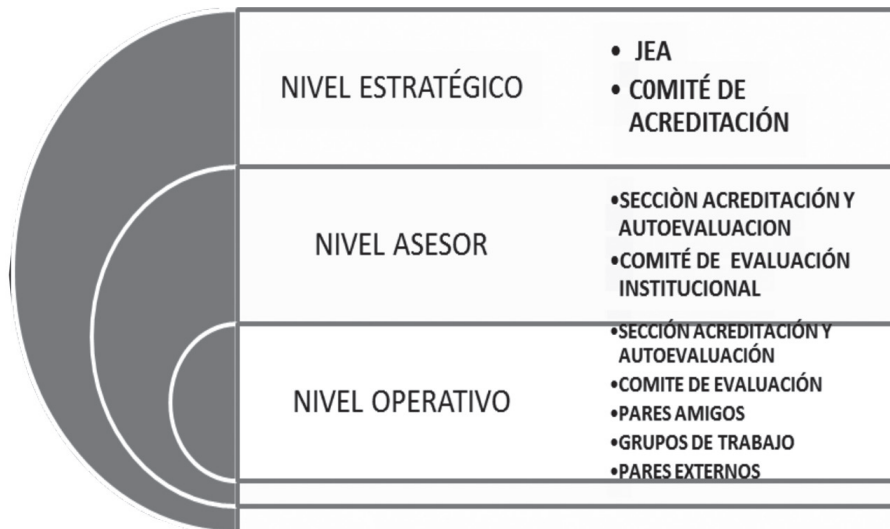 NIVEL ESTRATÉGICO
• JEA
• COMITÉ DE
ACREDITACIÓN
NIVEL ASESOR
•SECCIÒN ACREDITACIÓN Y
AUTOEVALUACION
•COMITÉ DE EVALUACIÓN
INSTITUCIONAL
NIVEL OPERATIVO
•SECCIÓN ACREDITACIÓN Y
AUTOEVALUACIÓN
•COMITE DE EVALUACIÓN
•PARES AMIGOS
•GRUPOS DE TRABAJO
•PARES EXTERNOS